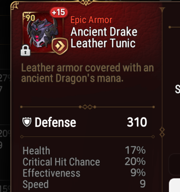 90
+15
Epic Armor
Ancient Drake
Leather Tunic
Leather armor covered with an
ancient Dragon's mana.
Defense 310
Health 17%
Critical Hit Chance 20%
Effectiveness 9%
Speed 9